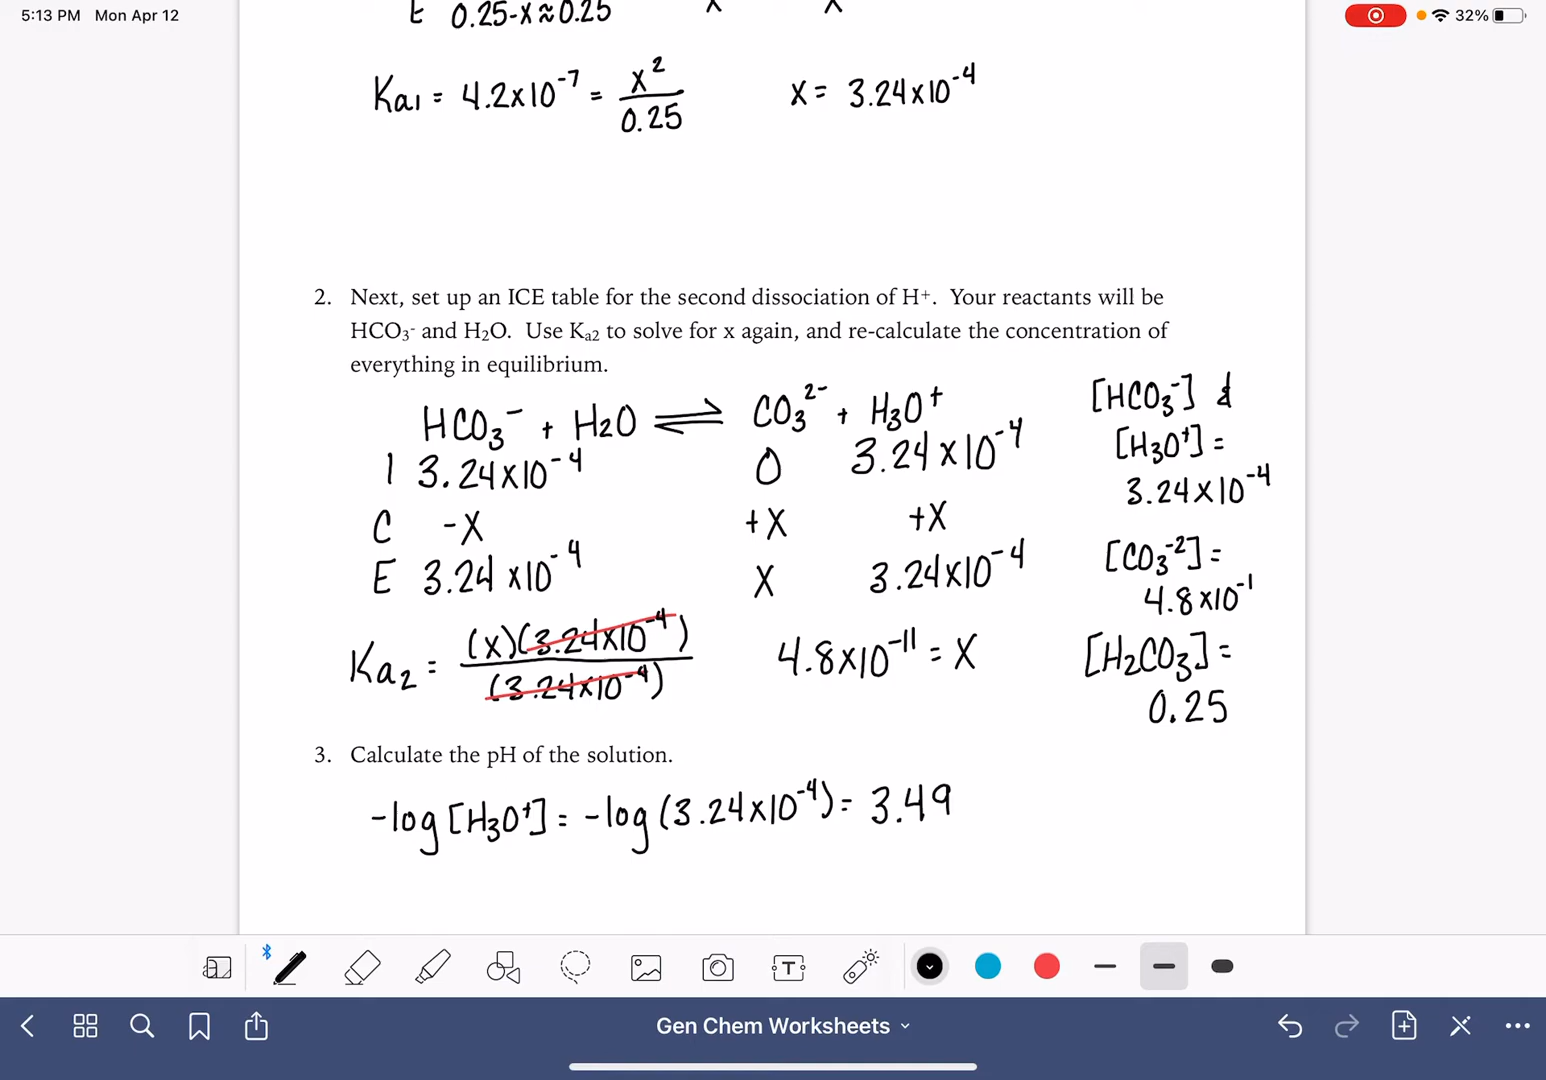 5:13 PM Mon Apr 12
32%
E 0.25-x≈0.25 x x
Ka1 = 4.2x10⁻⁷ = x²/0.25 x = 3.24x10⁻⁴
2. Next, set up an ICE table for the second dissociation of H⁺. Your reactants will be
HCO₃⁻ and H₂O. Use Kₐ₂ to solve for x again, and re-calculate the concentration of
everything in equilibrium.
HCO₃⁻ + H₂O ⇌ CO₃²⁻ + H₃O⁺
I 3.24x10⁻⁴ 0 3.24x10⁻⁴
C -x +x +x
E 3.24x10⁻⁴ x 3.24x10⁻⁴
Ka₂ = (x)(3.24x10⁻⁴)/(3.24x10⁻⁴) 4.8x10⁻¹¹ = x
[HCO₃⁻] &
[H₃O⁺] =
3.24x10⁻⁴
[CO₃⁻²] =
4.8x10⁻¹
[H₂CO₃] =
0.25
3. Calculate the pH of the solution.
-log[H₃O⁺] = -log(3.24x10⁻⁴) = 3.49
a
T
Gen Chem Worksheets